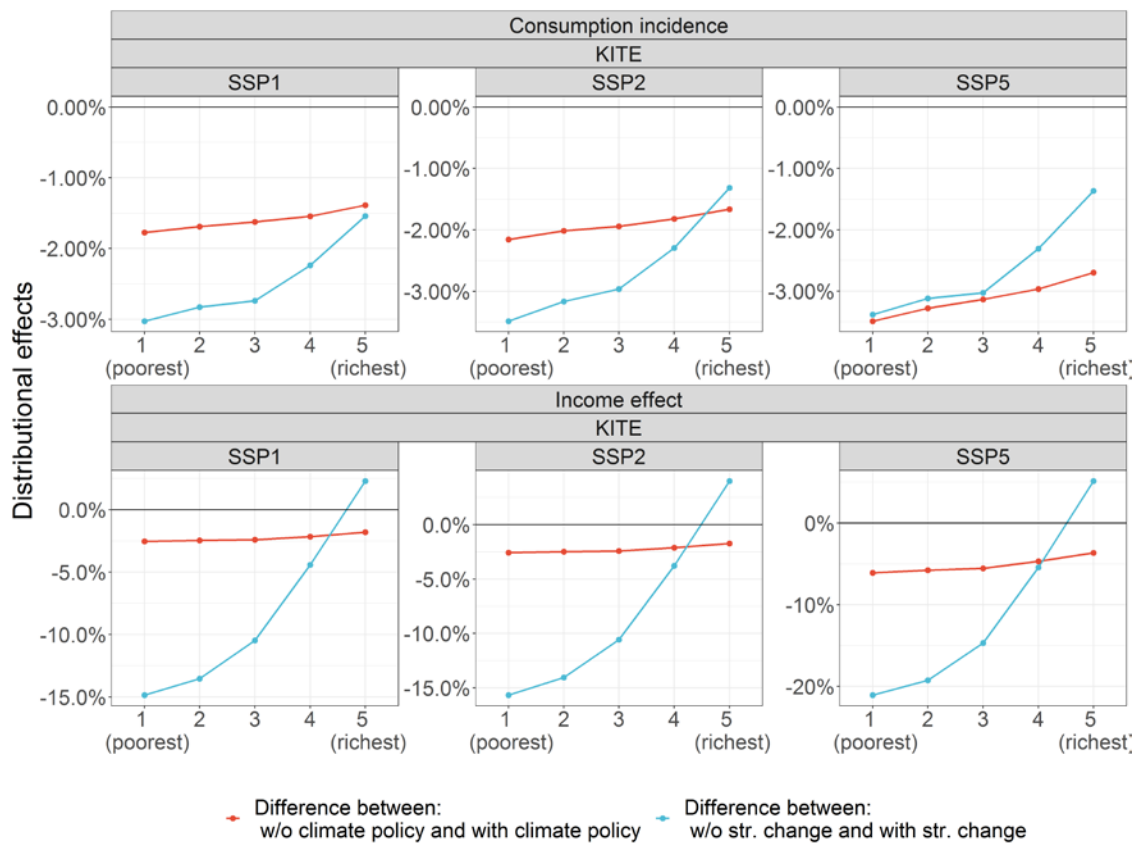 Consumption incidence
KITE
SSP1 SSP2 SSP5
0.00% 0.00% 0.00%
-1.00% -1.00% -1.00%
-2.00% -2.00% -2.00%
-3.00% -3.00% -3.00%
1 2 3 4 5 1 2 3 4 5 1 2 3 4 5
(poorest) (richest) (poorest) (richest) (poorest) (richest)
Distributional effects
Income effect
KITE
SSP1 SSP2 SSP5
0.0% 0.0% 0%
-5.0% -5.0% -10%
-10.0% -10.0% -20%
-15.0% -15.0%
1 2 3 4 5 1 2 3 4 5 1 2 3 4 5
(poorest) (richest) (poorest) (richest) (poorest) (richest)
Difference between: Difference between:
w/o climate policy and with climate policy w/o str. change and with str. change